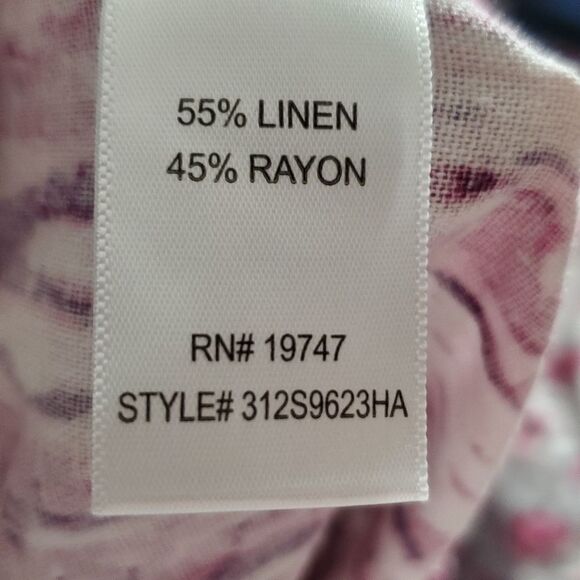 55% LINEN
45% RAYON
RN# 19747
STYLE# 312S9623HA